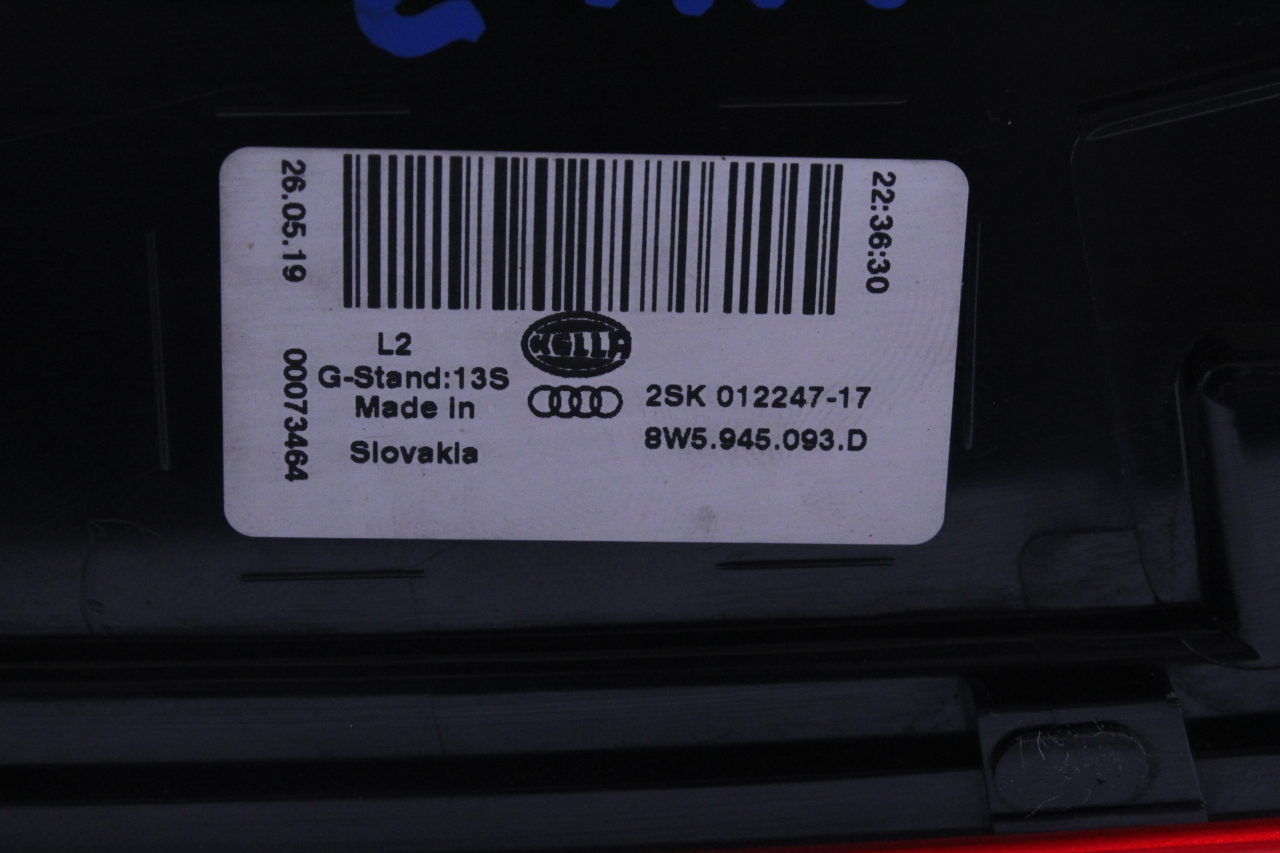 26.05.19
22:36:30
00073464
L2
G-Stand:13S
Made in
Slovakia
HELLA
2SK 012247-17
8W5.945.093.D